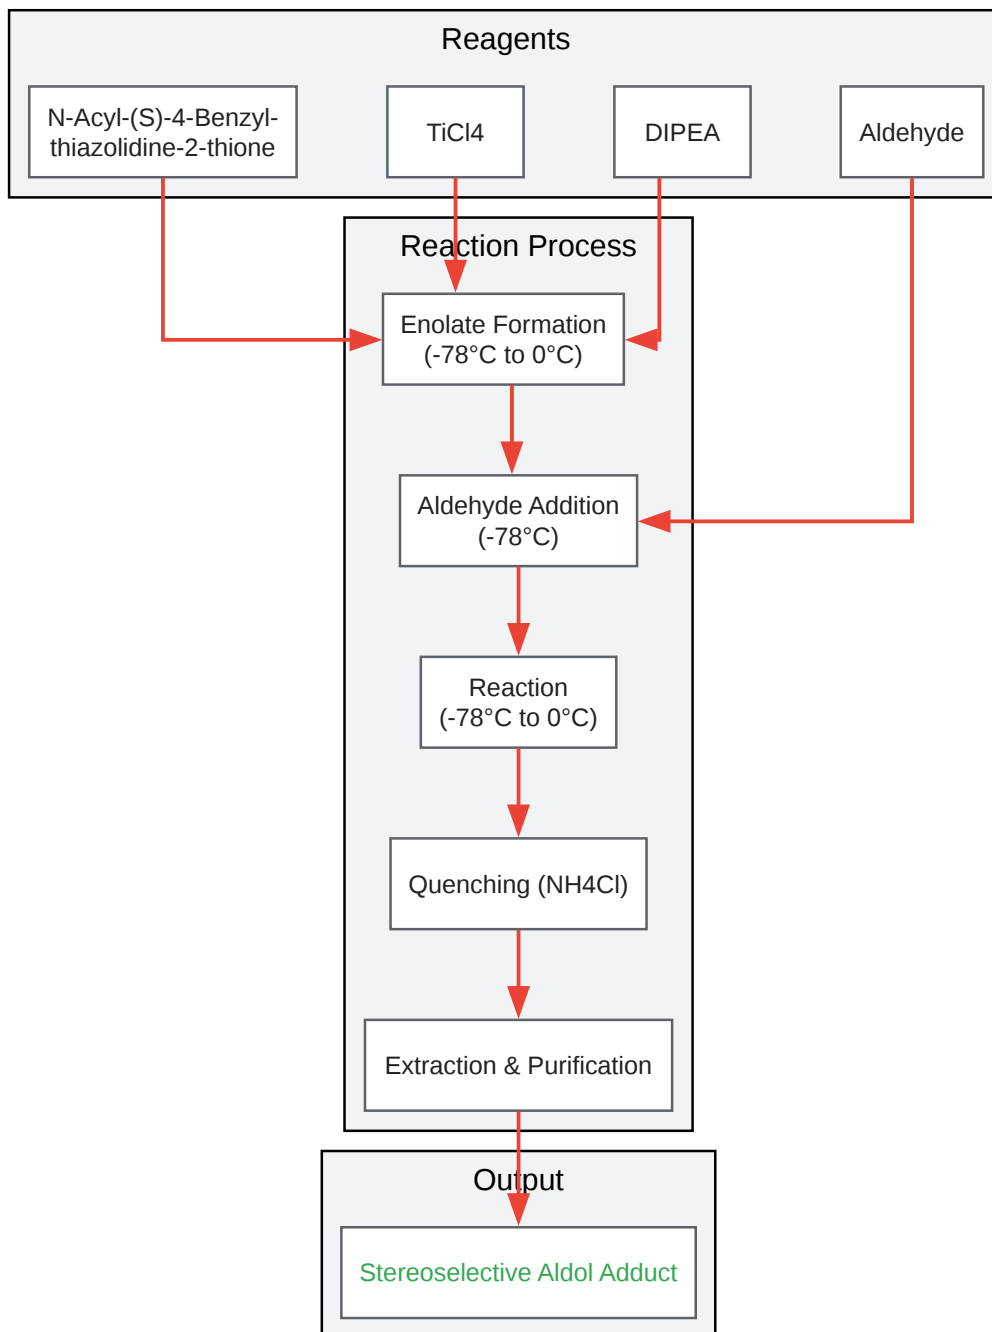 Reagents
N-Acyl-(S)-4-Benzyl-
thiazolidine-2-thione
TiCl4
DIPEA
Aldehyde
Reaction Process
Enolate Formation
(-78°C to 0°C)
Aldehyde Addition
(-78°C)
Reaction
(-78°C to 0°C)
Quenching (NH4Cl)
Extraction & Purification
Output
Stereoselective Aldol Adduct